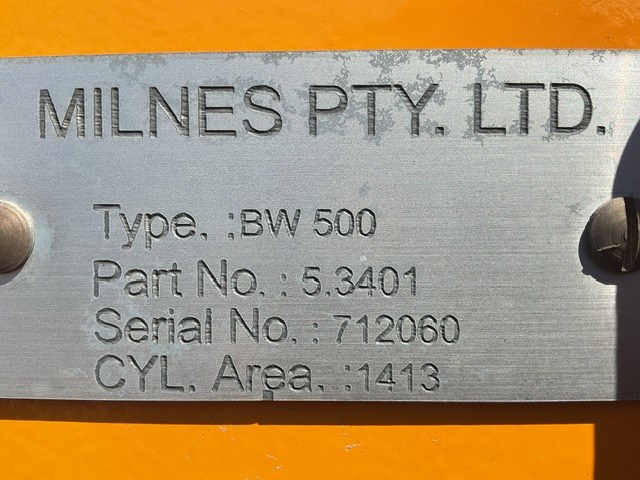 MILNES PTY. LTD.
Type. :BW 500
Part No. : 5.3401
Serial No. : 712060
CYL. Area. :1413